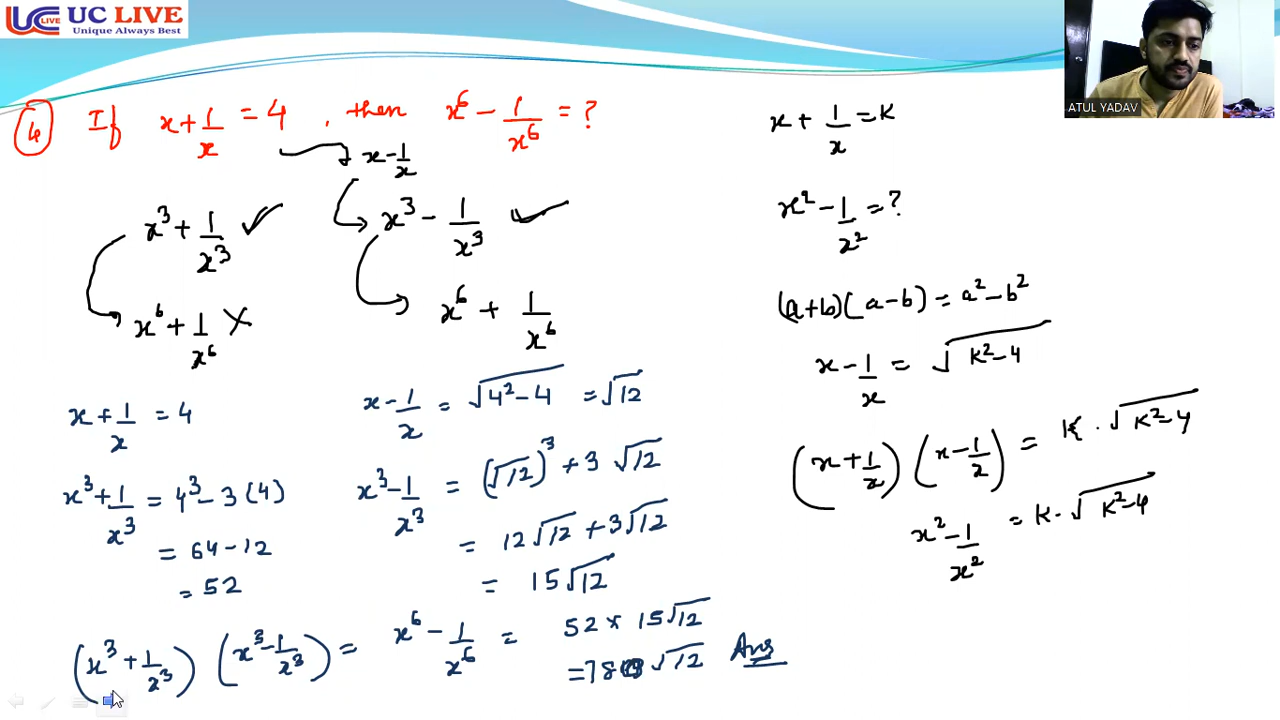 UC LIVE
UC LIVE
Unique Always Best
ATUL YADAV
4 If x + 1/x = 4 , then x⁶ - 1/x⁶ = ?
x - 1/x
x³ + 1/x³ ✓
x³ - 1/x³ ✓
x⁶ + 1/x⁶ ✗
x⁶ + 1/x⁶
x + 1/x = 4
x³ + 1/x³ = 4³ - 3(4)
= 64 - 12
= 52
x - 1/x = √(4² - 4) = √12
x³ - 1/x³ = (√12)³ + 3√12
= 12√12 + 3√12
= 15√12
(x³ + 1/x³)(x³ - 1/x³) = x⁶ - 1/x⁶ = 52 × 15√12
= 780√12 Ans
x + 1/x = K
x² - 1/x² = ?
(a+b)(a-b) = a² - b²
x - 1/x = √(K² - 4)
(x + 1/x)(x - 1/x) = K · √(K² - 4)
x² - 1/x² = K · √(K² - 4)